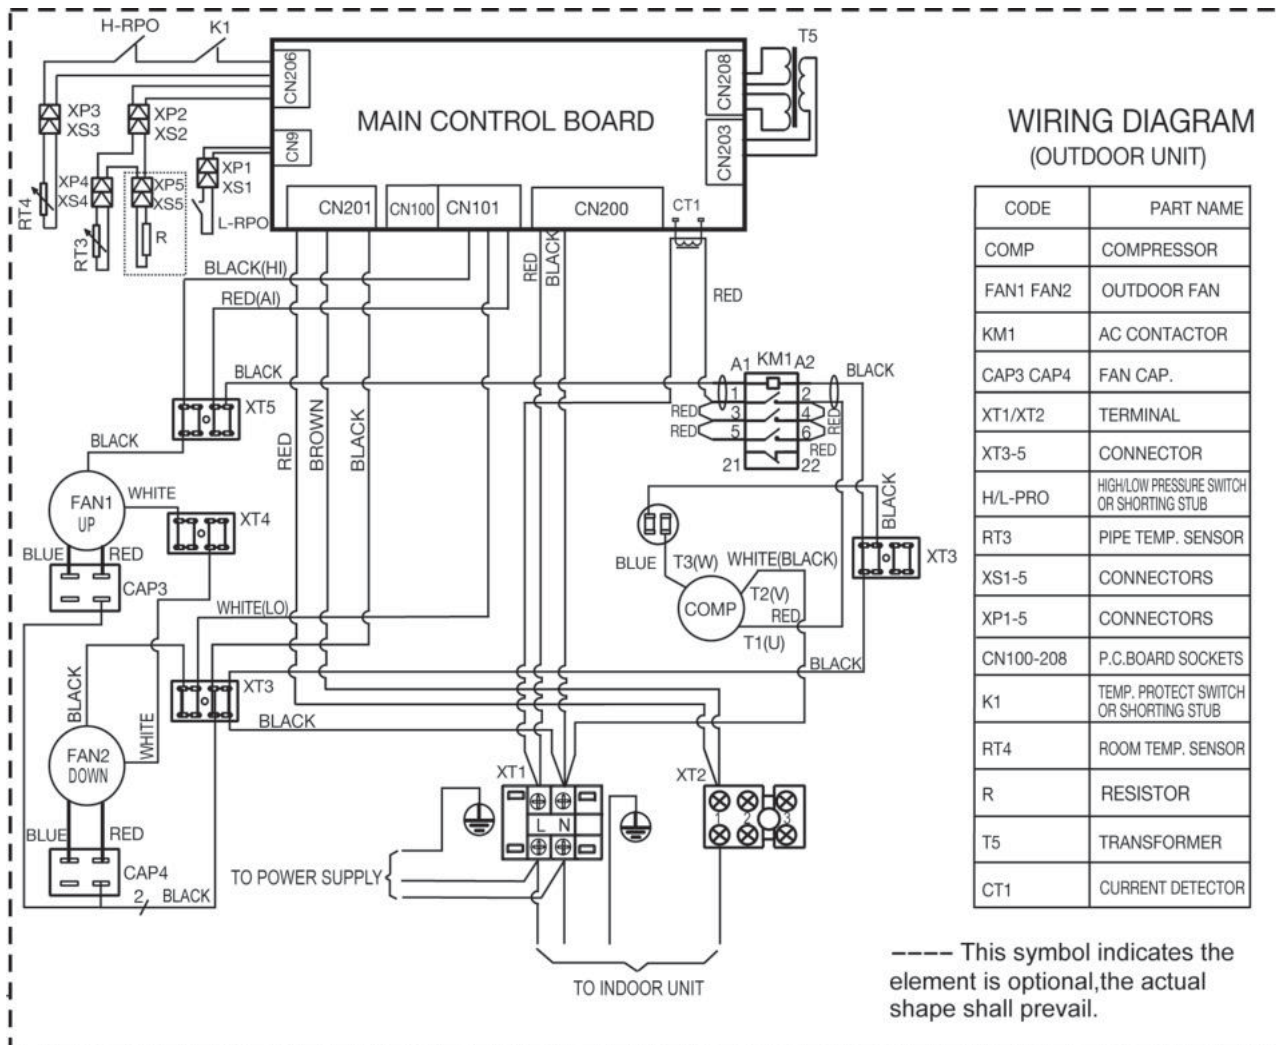 H-RPO
K1
T5
CN206
CN208
XP3
XS3
XP2
XS2
MAIN CONTROL BOARD
CN9
CN203
XP1
XS1
XP4
XS4
XP5
XS5
RT4
RT3
R
L-RPO
CN201
CN100
CN101
CN200
CT1
BLACK(HI)
RED(AI)
RED
BLACK
RED
BLACK
A1
KM1
A2
BLACK
1
2
RED
3
4
RED
RED
5
6
RED
21
22
XT5
BLACK
RED
BROWN
BLACK
FAN1
UP
WHITE
XT4
BLUE
RED
CAP3
BLACK
XT3
BLUE
T3(W)
WHITE(BLACK)
COMP
T2(V)
RED
T1(U)
BLACK
WHITE(LO)
XT3
BLACK
BLACK
WHITE
FAN2
DOWN
BLUE
RED
CAP4
2
BLACK
XT1
L N
XT2
1 2 3
TO POWER SUPPLY
TO INDOOR UNIT
WIRING DIAGRAM
(OUTDOOR UNIT)
CODE PART NAME
COMP COMPRESSOR
FAN1 FAN2 OUTDOOR FAN
KM1 AC CONTACTOR
CAP3 CAP4 FAN CAP.
XT1/XT2 TERMINAL
XT3-5 CONNECTOR
H/L-PRO HIGH/LOW PRESSURE SWITCH
OR SHORTING STUB
RT3 PIPE TEMP. SENSOR
XS1-5 CONNECTORS
XP1-5 CONNECTORS
CN100-208 P.C.BOARD SOCKETS
K1 TEMP. PROTECT SWITCH
OR SHORTING STUB
RT4 ROOM TEMP. SENSOR
R RESISTOR
T5 TRANSFORMER
CT1 CURRENT DETECTOR
---- This symbol indicates the
element is optional,the actual
shape shall prevail.